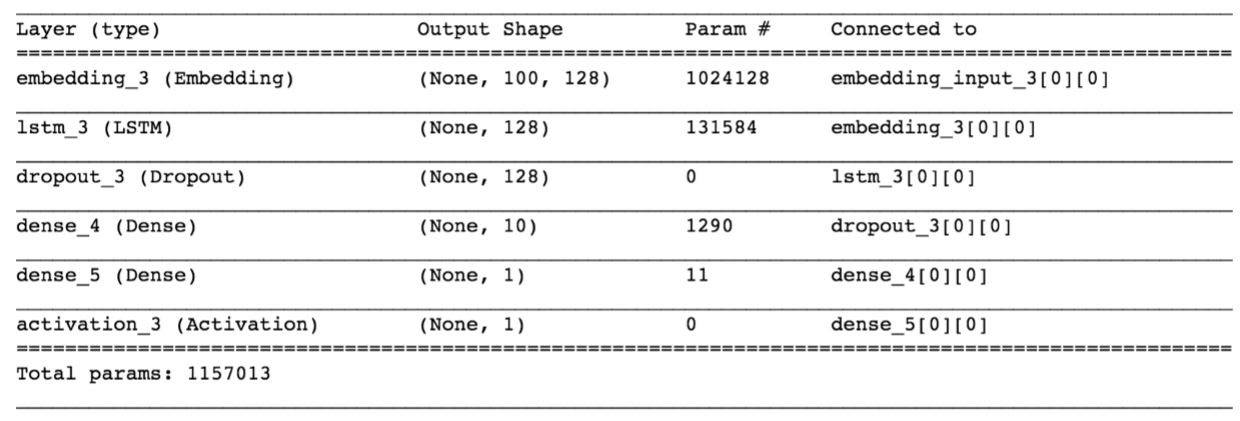 Layer (type) Output Shape Param # Connected to
embedding_3 (Embedding) (None, 100, 128) 1024128 embedding_input_3[0][0]
lstm_3 (LSTM) (None, 128) 131584 embedding_3[0][0]
dropout_3 (Dropout) (None, 128) 0 lstm_3[0][0]
dense_4 (Dense) (None, 10) 1290 dropout_3[0][0]
dense_5 (Dense) (None, 1) 11 dense_4[0][0]
activation_3 (Activation) (None, 1) 0 dense_5[0][0]
Total params: 1157013